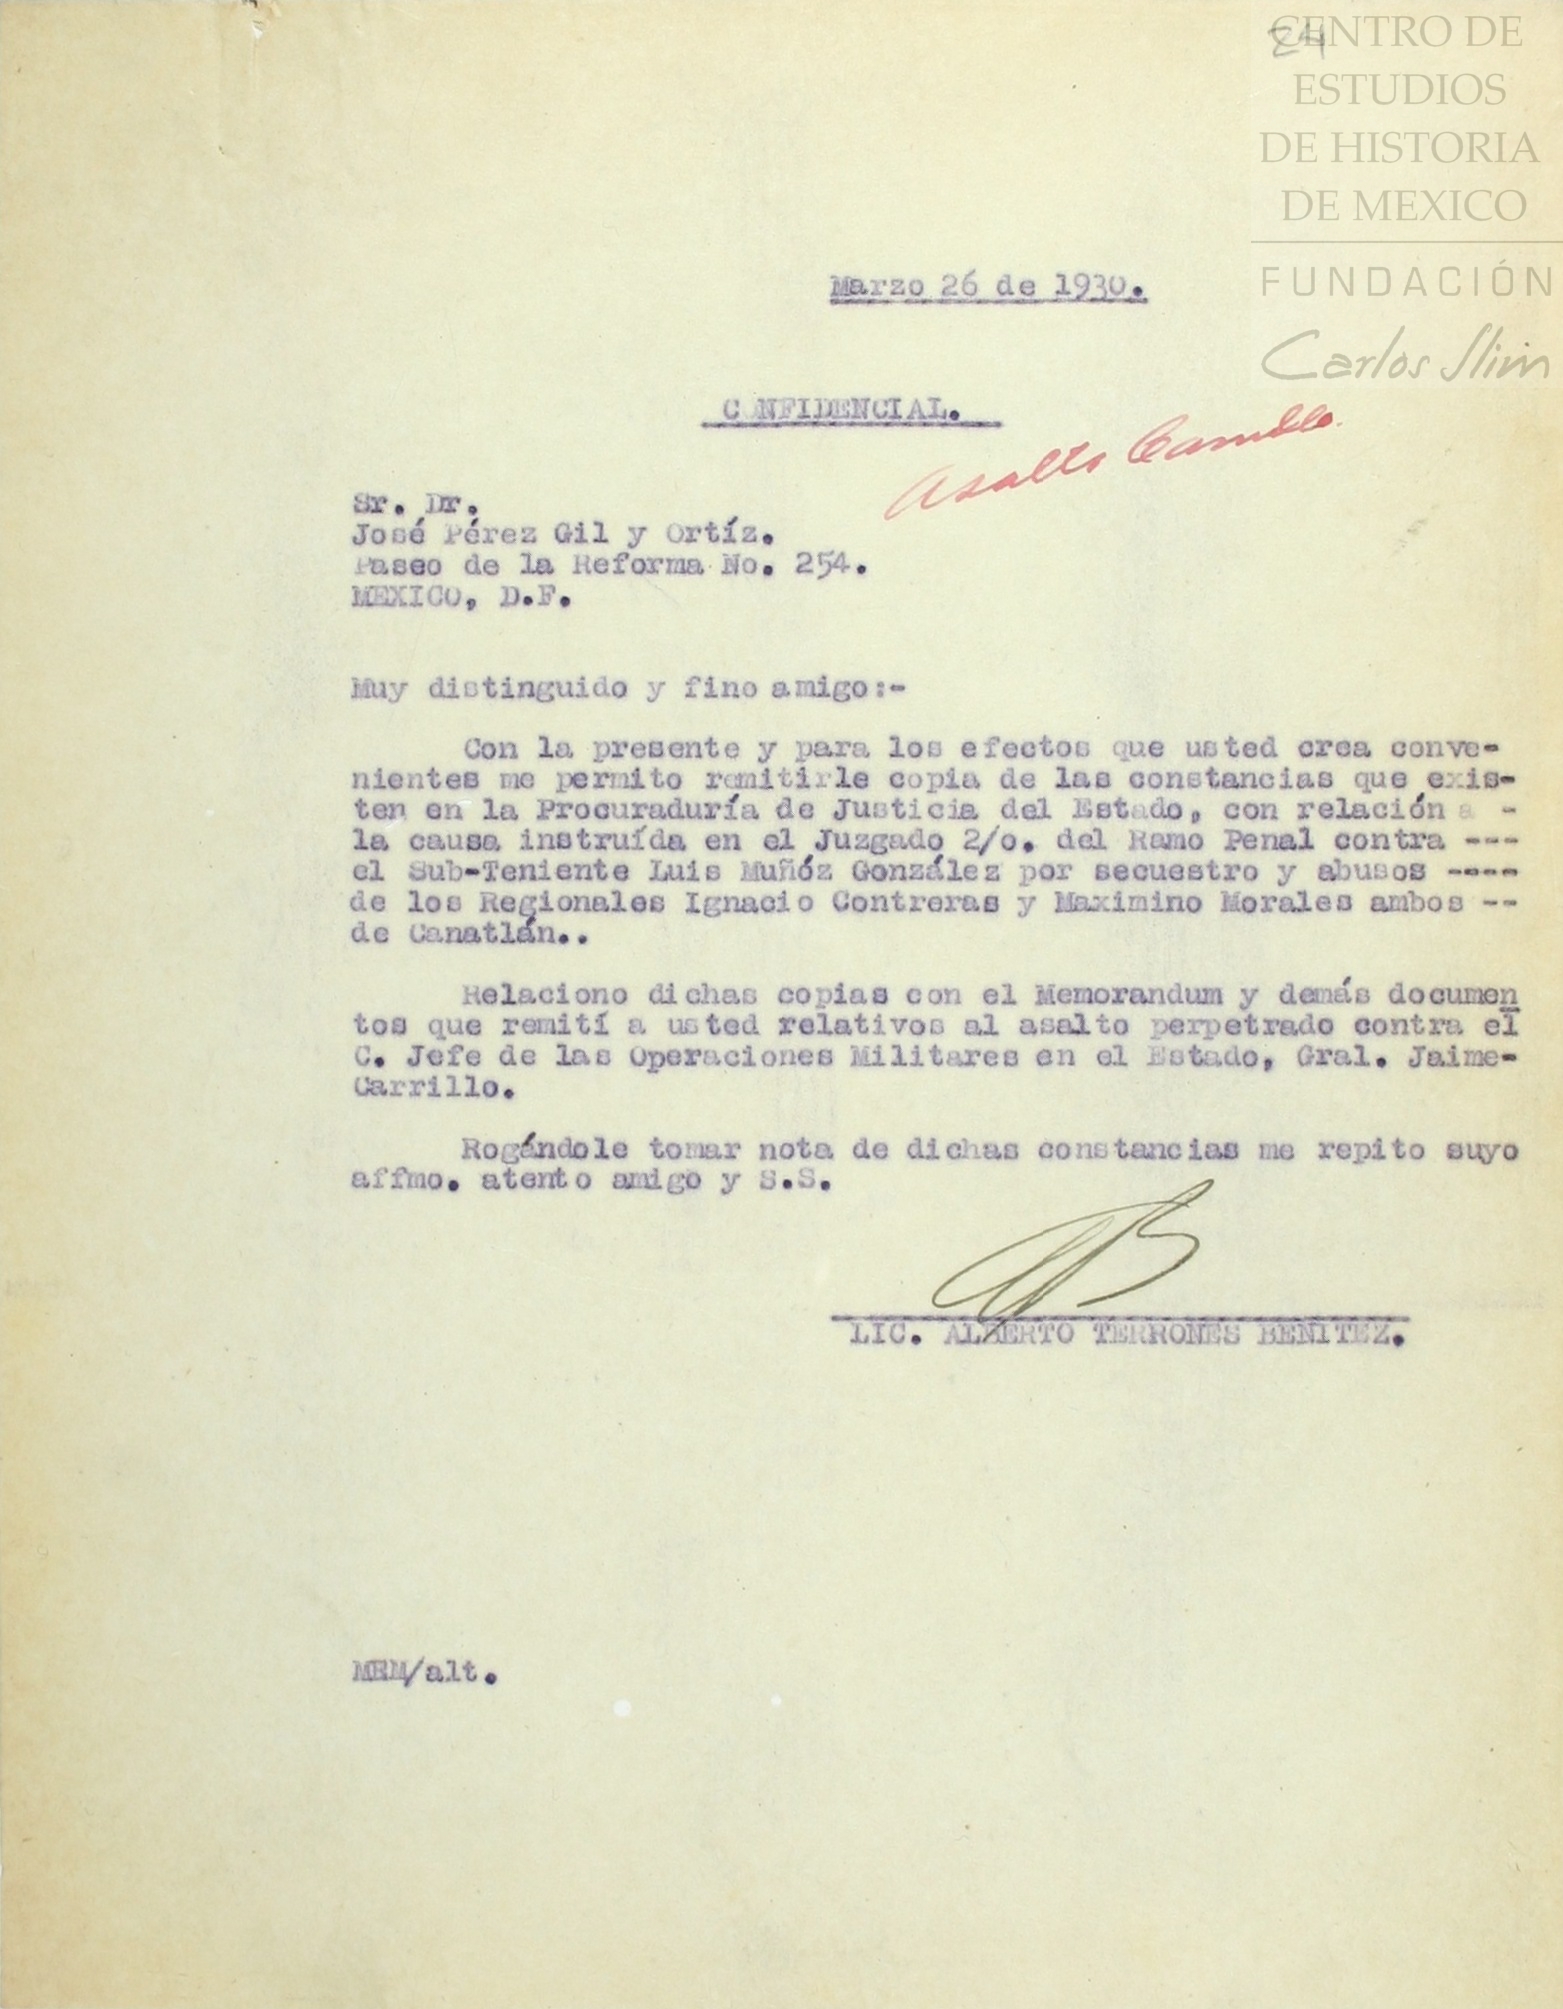 24
CENTRO DE
ESTUDIOS
DE HISTORIA
DE MEXICO
FUNDACIÓN
Carlos Slim
Marzo 26 de 1930.
CONFIDENCIAL.
Asalto Carrillo.
Sr. Dr.
José Pérez Gil y Ortíz.
Paseo de la Reforma No. 254.
MEXICO, D.F.
Muy distinguido y fino amigo:-
Con la presente y para los efectos que usted crea conve-
nientes me permito remitirle copia de las constancias que exis-
ten en la Procuraduría de Justicia del Estado, con relación a -
la causa instruída en el Juzgado 2/o. del Ramo Penal contra ---
el Sub-Teniente Luis Muñóz González por secuestro y abusos ----
de los Regionales Ignacio Contreras y Maximino Morales ambos --
de Canatlán..
Relaciono dichas copias con el Memorandum y demás documen
tos que remití a usted relativos al asalto perpetrado contra el
C. Jefe de las Operaciones Militares en el Estado, Gral. Jaime-
Carrillo.
Rogándole tomar nota de dichas constancias me repito suyo
affmo. atento amigo y S.S.
LIC. ALBERTO TERRONES BENITEZ.
MEM/alt.